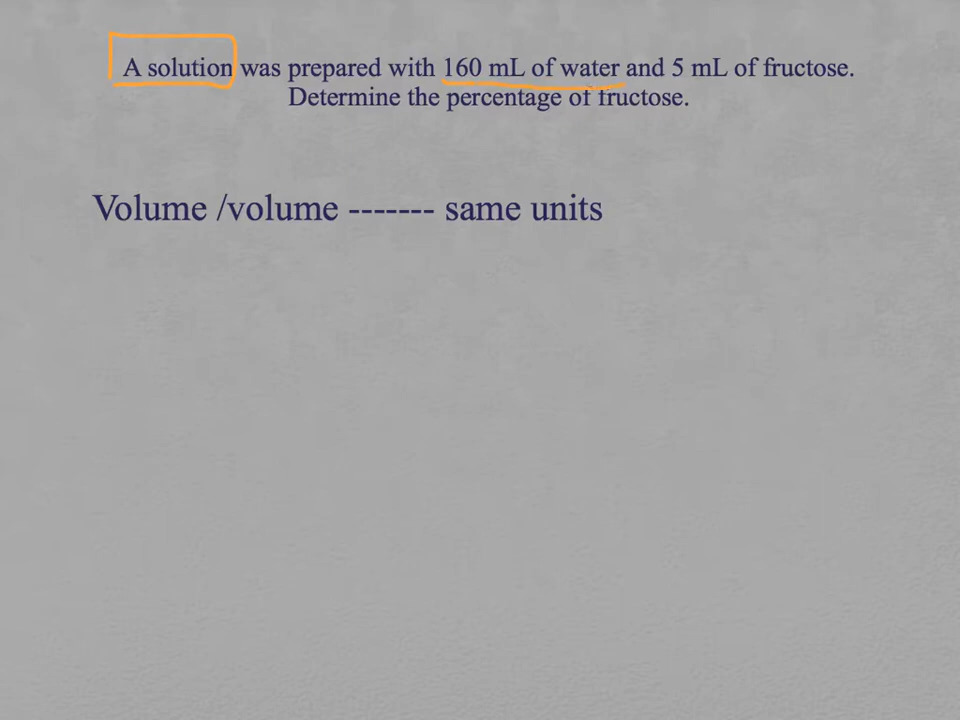 A solution was prepared with 160 mL of water and 5 mL of fructose.
Determine the percentage of fructose.
Volume /volume ------- same units